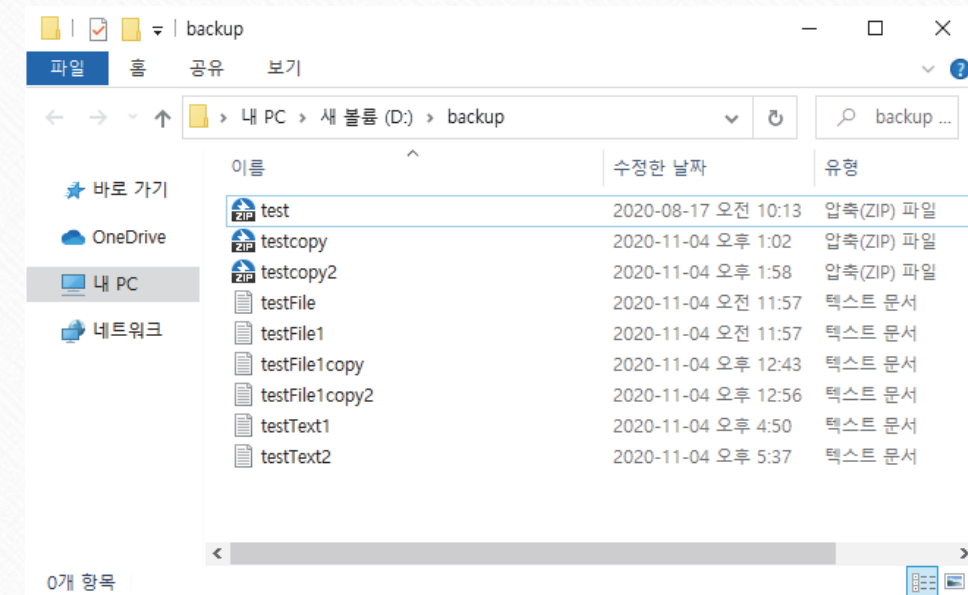 backup
파일 홈 공유 보기
내 PC > 새 볼륨 (D:) > backup
backup ...
이름 수정한 날짜 유형
바로 가기
OneDrive
내 PC
네트워크
ZIP test 2020-08-17 오전 10:13 압축(ZIP) 파일
ZIP testcopy 2020-11-04 오후 1:02 압축(ZIP) 파일
ZIP testcopy2 2020-11-04 오후 1:58 압축(ZIP) 파일
testFile 2020-11-04 오전 11:57 텍스트 문서
testFile1 2020-11-04 오전 11:57 텍스트 문서
testFile1copy 2020-11-04 오후 12:43 텍스트 문서
testFile1copy2 2020-11-04 오후 12:56 텍스트 문서
testText1 2020-11-04 오후 4:50 텍스트 문서
testText2 2020-11-04 오후 5:37 텍스트 문서
0개 항목